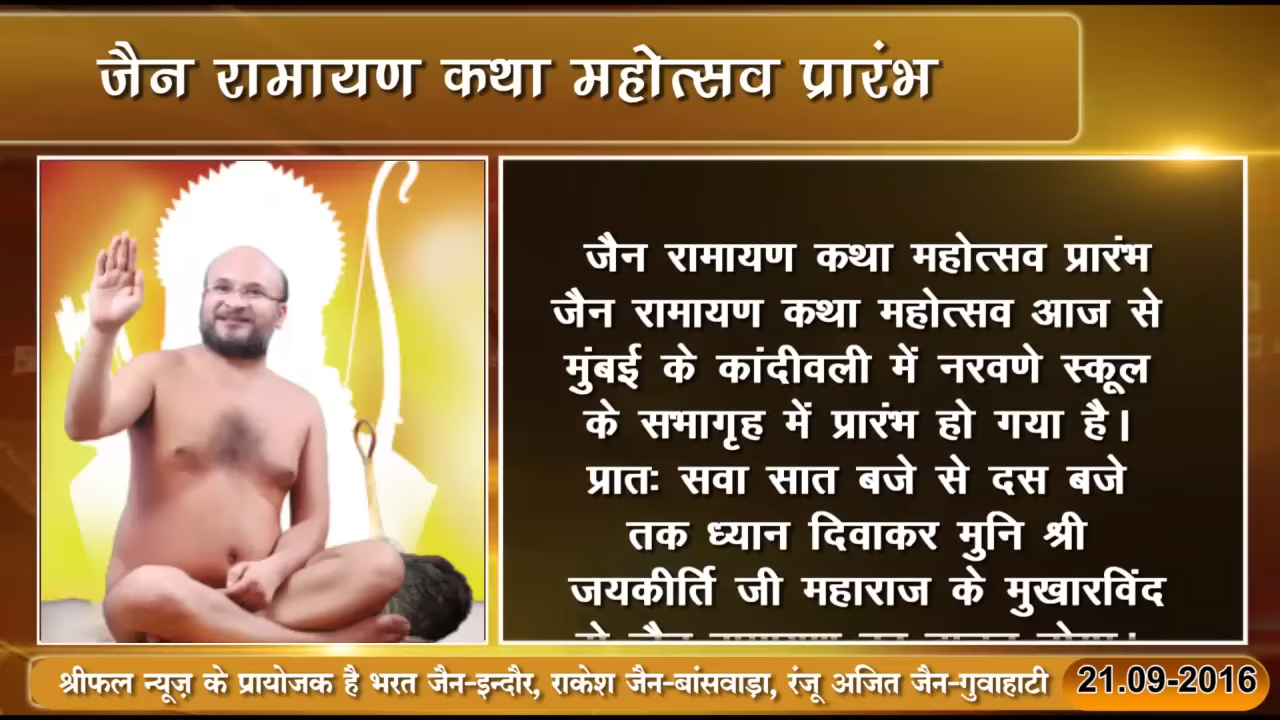 जैन रामायण कथा महोत्सव प्रारंभ
जैन रामायण कथा महोत्सव प्रारंभ
जैन रामायण कथा महोत्सव आज से
मुंबई के कांदीवली में नरवणे स्कूल
के सभागृह में प्रारंभ हो गया है।
प्रातः सवा सात बजे से दस बजे
तक ध्यान दिवाकर मुनि श्री
जयकीर्ति जी महाराज के मुखारविंद
श्रीफल न्यूज़ के प्रायोजक है भरत जैन-इन्दौर, राकेश जैन-बांसवाड़ा, रंजू अजित जैन-गुवाहाटी
21.09-2016